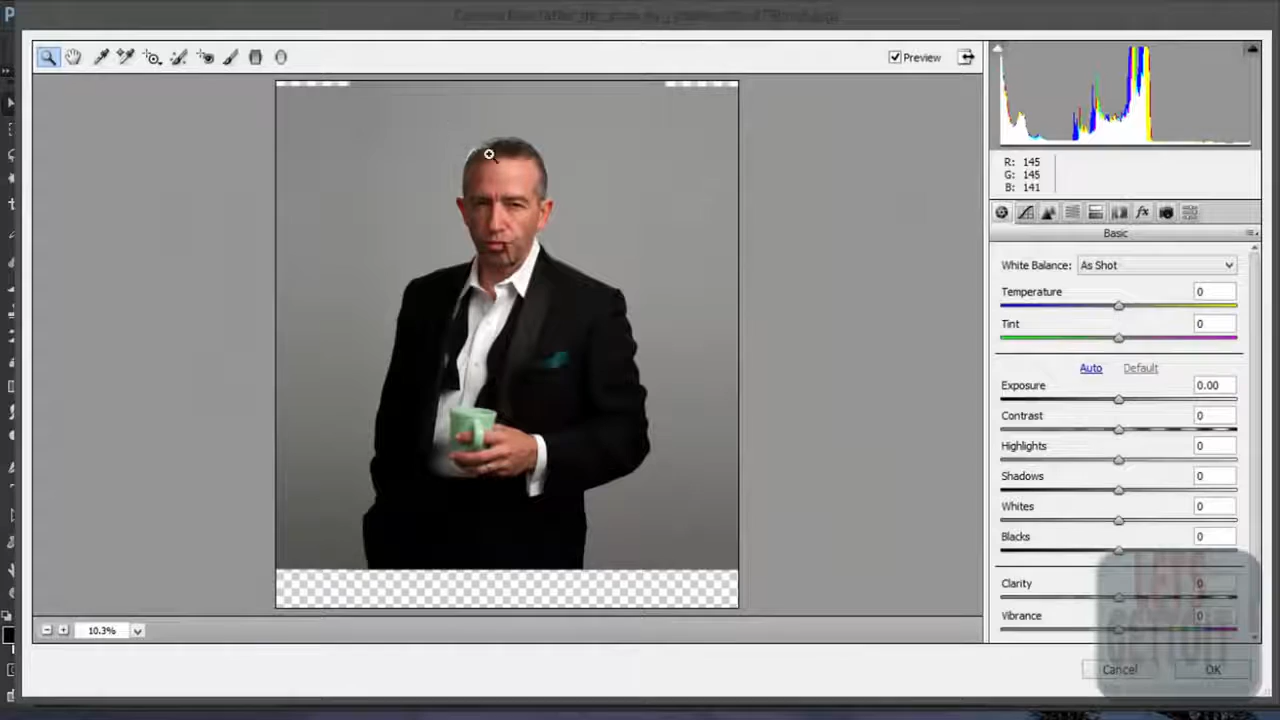 Preview
R: 145
G: 145
B: 141
fx
Basic
White Balance: As Shot
Temperature 0
Tint 0
Auto Default
Exposure 0.00
Contrast 0
Highlights 0
Shadows 0
Whites 0
Blacks 0
Clarity 0
Vibrance 0
10.3%
Cancel OK